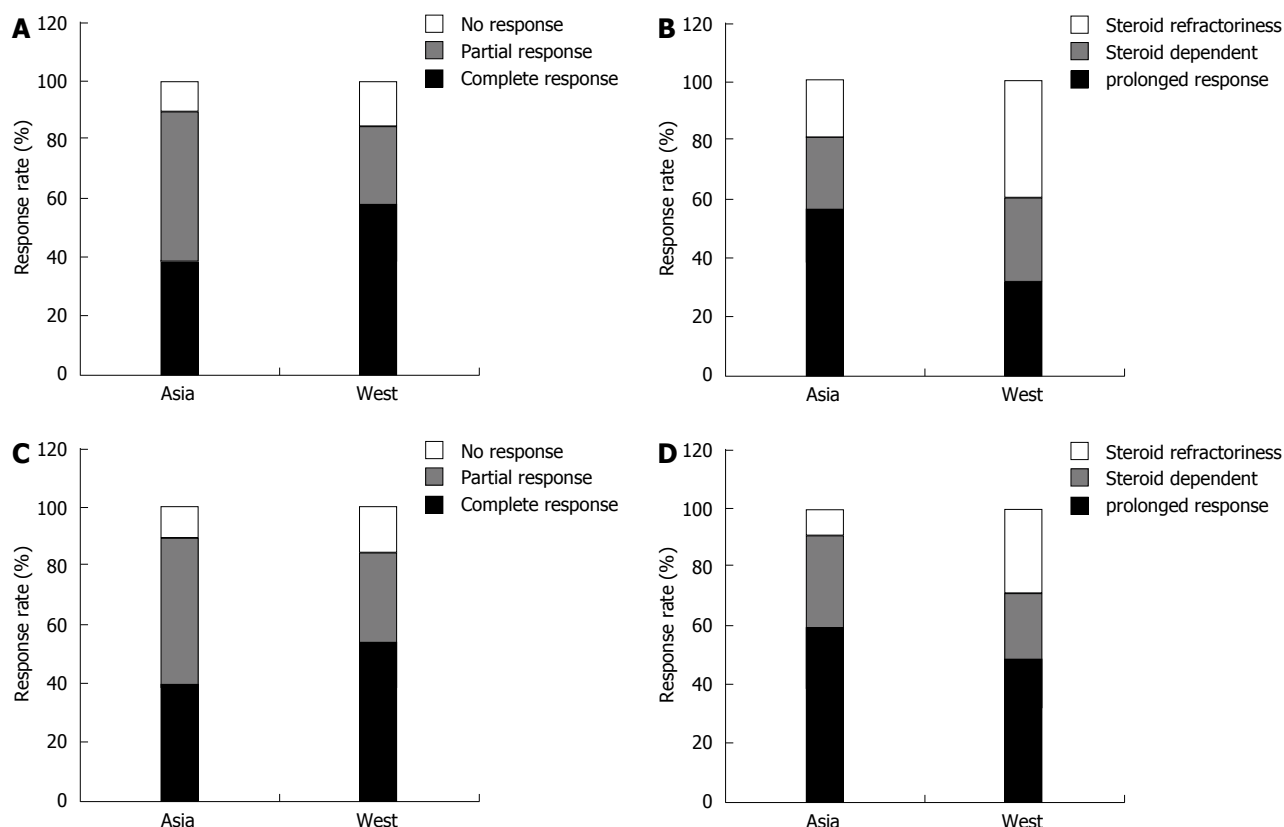 A
120
100
80
60
40
20
0
Response rate (%)
No response
Partial response
Complete response
Asia West
B
120
100
80
60
40
20
0
Response rate (%)
Steroid refractoriness
Steroid dependent
prolonged response
Asia West
C
120
100
80
60
40
20
0
Response rate (%)
No response
Partial response
Complete response
Asia West
D
120
100
80
60
40
20
0
Response rate (%)
Steroid refractoriness
Steroid dependent
prolonged response
Asia West